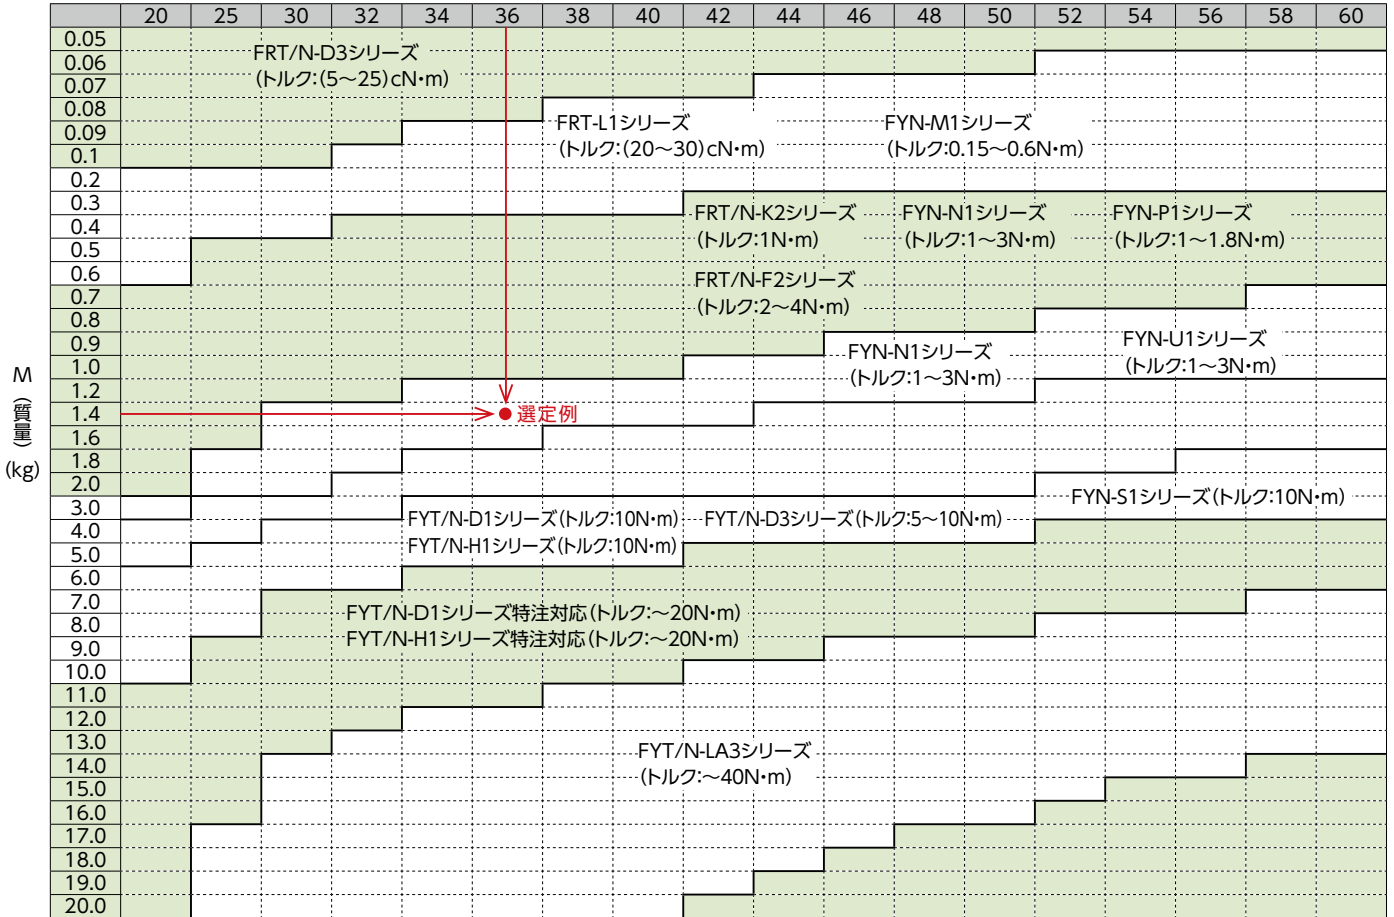 20 25 30 32 34 36 38 40 42 44 46 48 50 52 54 56 58 60
0.05
0.06
0.07
0.08
0.09
0.1
0.2
0.3
0.4
0.5
0.6
0.7
0.8
0.9
1.0
1.2
1.4
1.6
1.8
2.0
3.0
4.0
5.0
6.0
7.0
8.0
9.0
10.0
11.0
12.0
13.0
14.0
15.0
16.0
17.0
18.0
19.0
20.0
M(質量)
(kg)
FRT/N-D3シリーズ
(トルク:(5～25)cN・m)
FRT-L1シリーズ
(トルク:(20～30)cN・m)
FYN-M1シリーズ
(トルク:0.15～0.6N・m)
FRT/N-K2シリーズ
(トルク:1N・m)
FYN-N1シリーズ
(トルク:1～3N・m)
FYN-P1シリーズ
(トルク:1～1.8N・m)
FRT/N-F2シリーズ
(トルク:2～4N・m)
FYN-N1シリーズ
(トルク:1～3N・m)
FYN-U1シリーズ
(トルク:1～3N・m)
選定例
FYN-S1シリーズ(トルク:10N・m)
FYT/N-D1シリーズ(トルク:10N・m)
FYT/N-H1シリーズ(トルク:10N・m)
FYT/N-D3シリーズ(トルク:5～10N・m)
FYT/N-D1シリーズ特注対応(トルク:～20N・m)
FYT/N-H1シリーズ特注対応(トルク:～20N・m)
FYT/N-LA3シリーズ
(トルク:～40N・m)